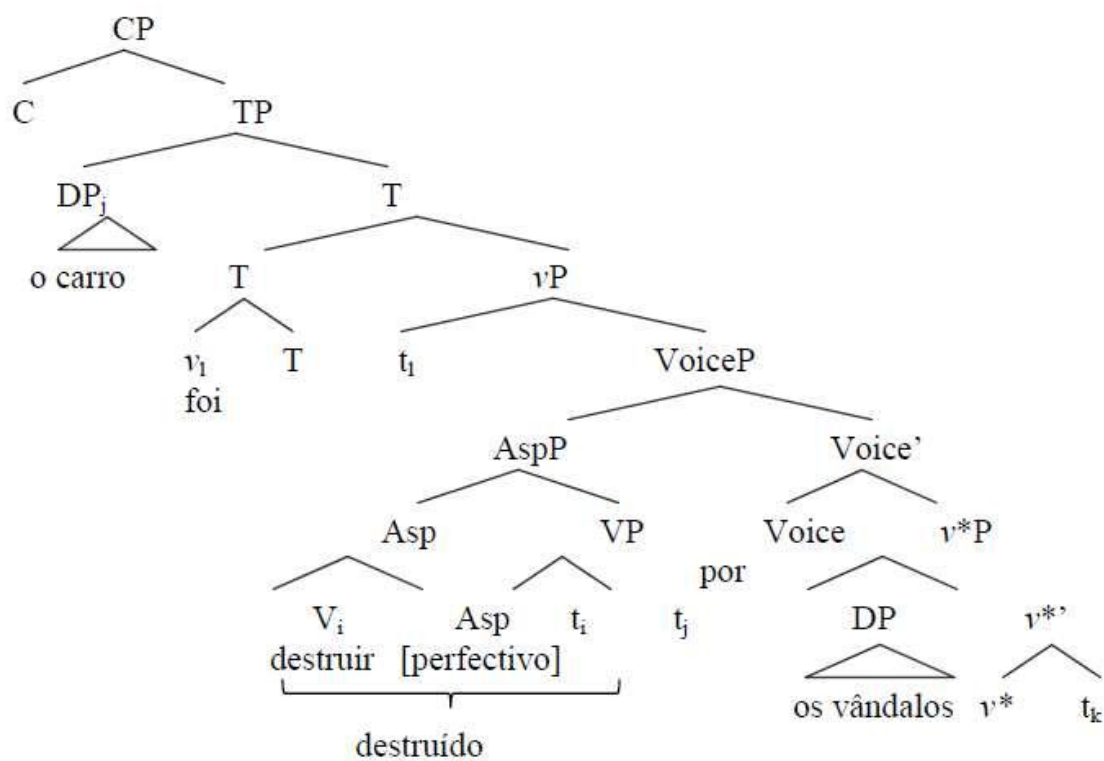 CP
C TP
DPj T
o carro T vP
v1 T t1 VoiceP
foi
AspP Voice’
Asp VP Voice v*P
por
Vi Asp ti tj DP v*’
destruir [perfectivo]
os vândalos v* tk
destruído